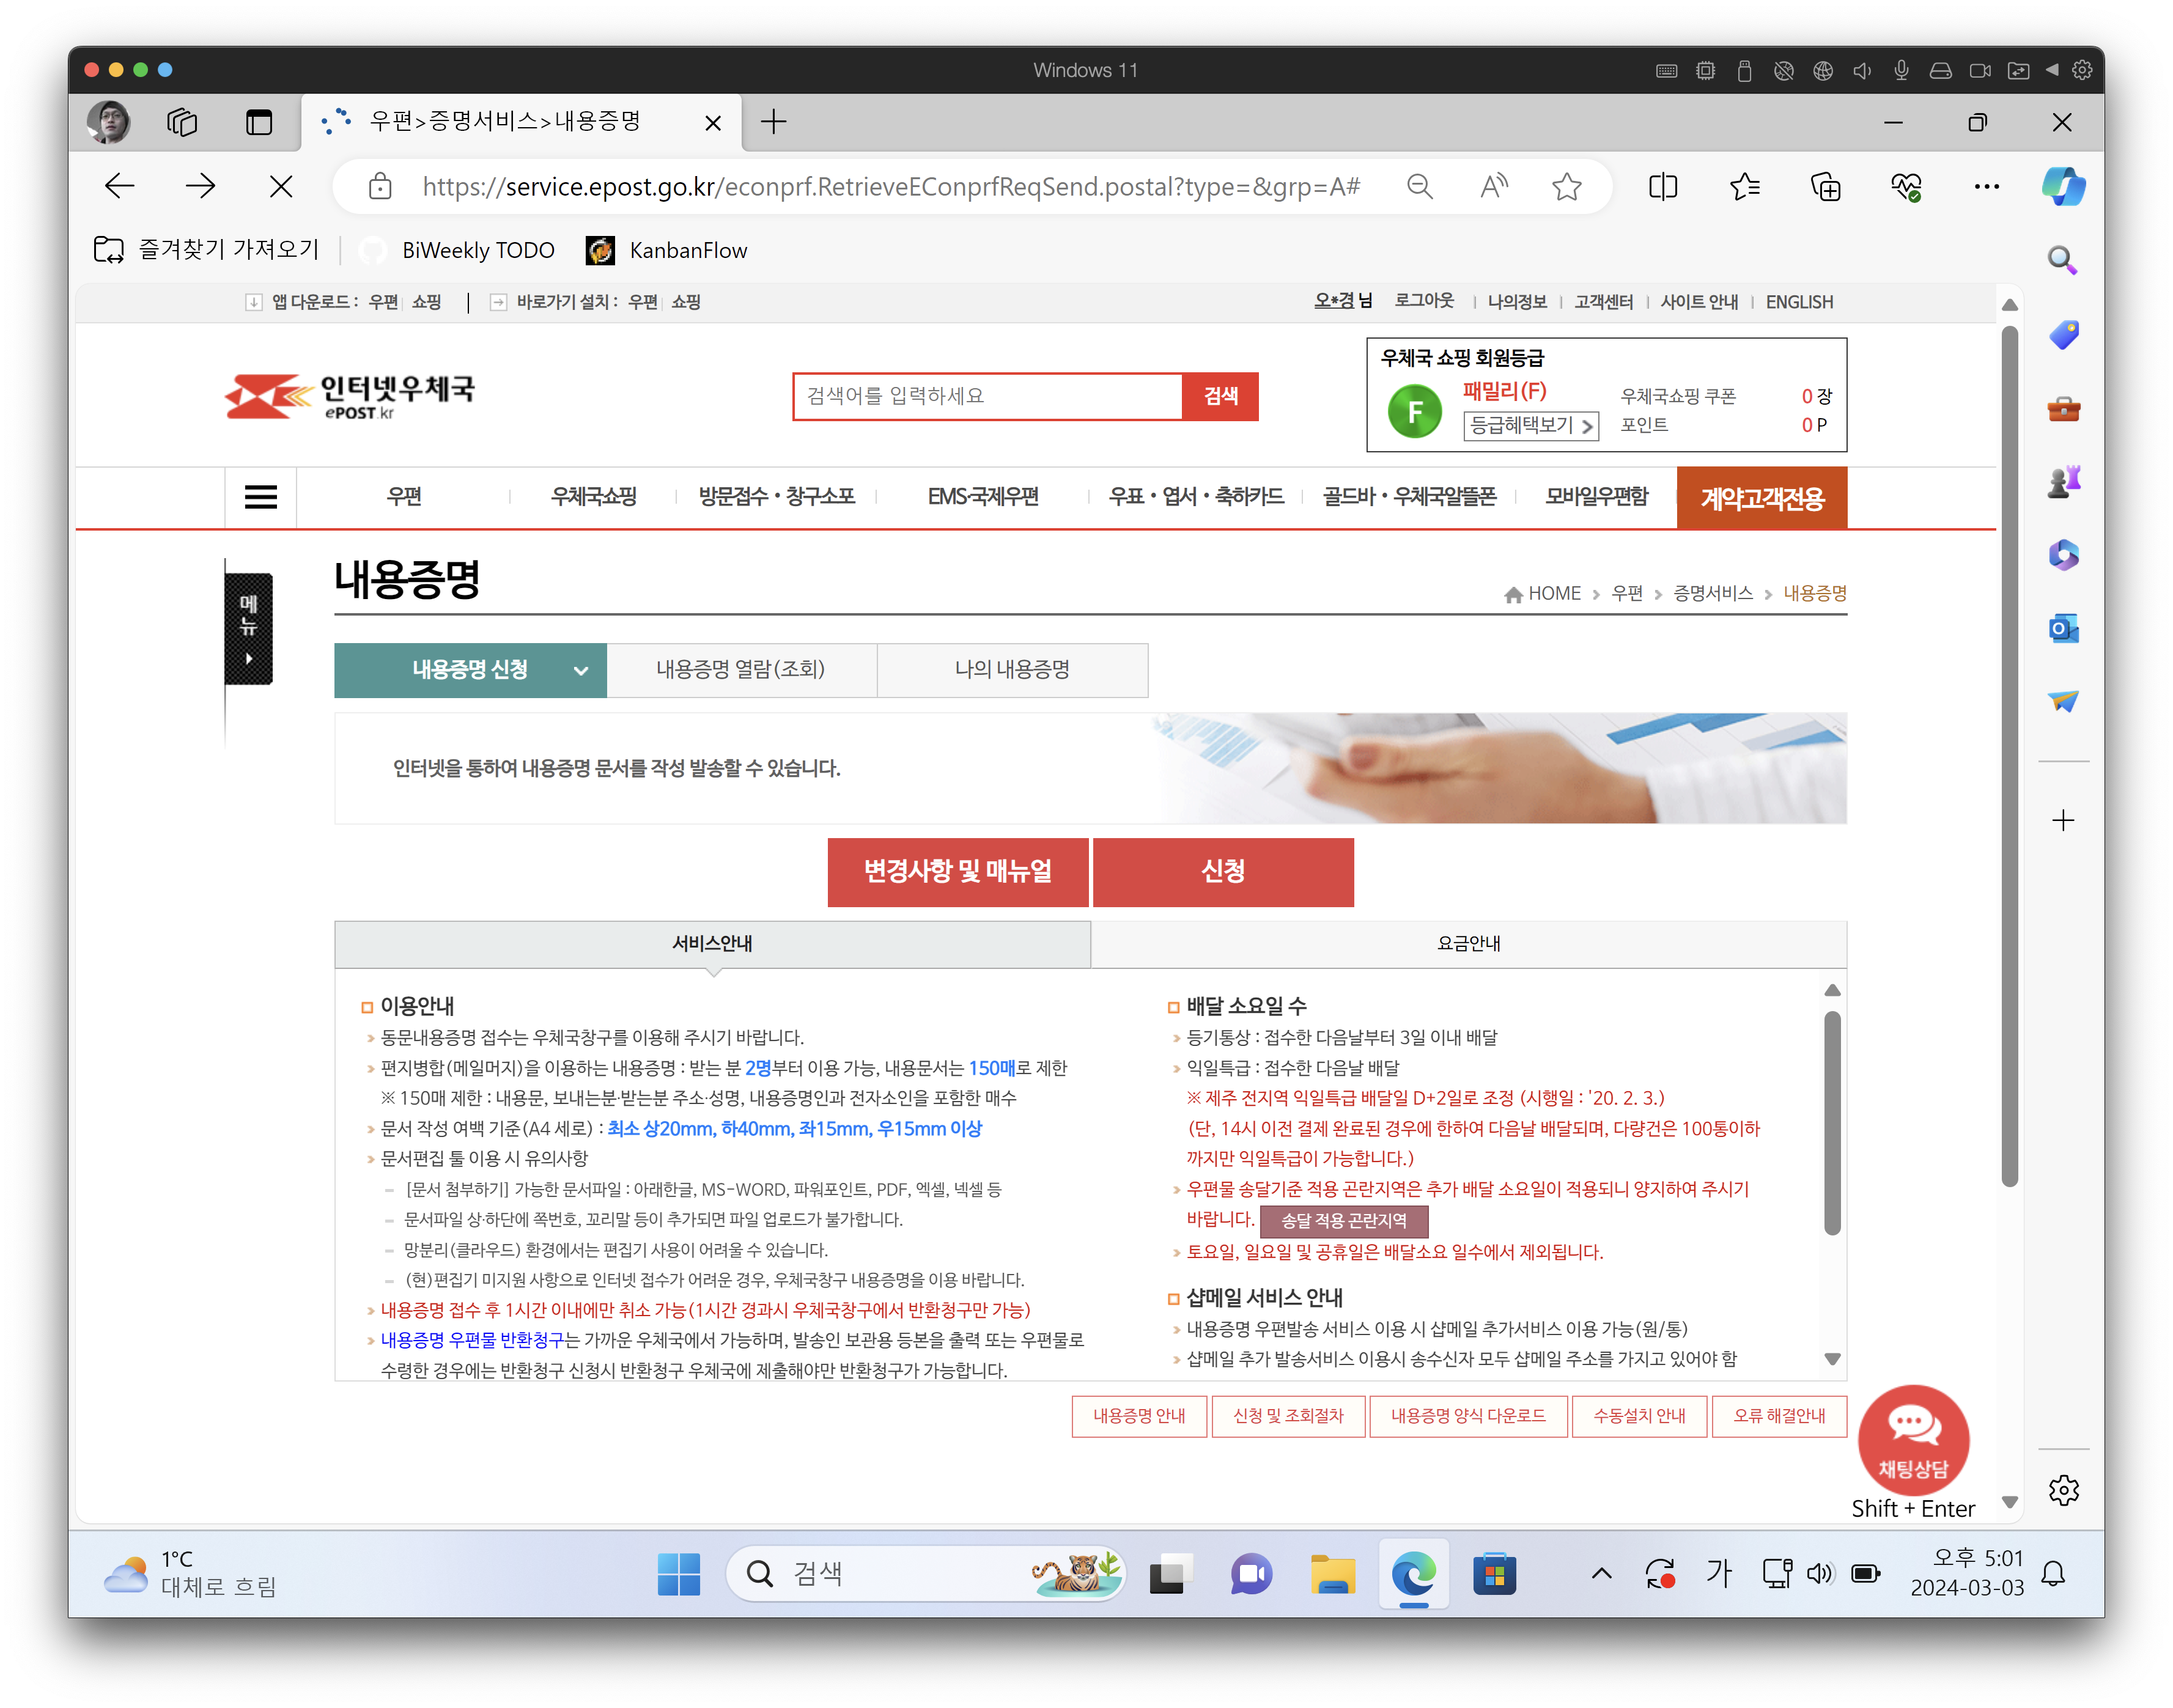 Windows 11
우편>증명서비스>내용증명
https://service.epost.go.kr/econprf.RetrieveEConprfReqSend.postal?type=&grp=A#
즐겨찾기 가져오기
BiWeekly TODO
KanbanFlow
앱 다운로드 : 우편 쇼핑
바로가기 설치 : 우편 쇼핑
오*경 님 로그아웃 나의정보 고객센터 사이트 안내 ENGLISH
인터넷우체국
ePOST.kr
검색어를 입력하세요
검색
우체국 쇼핑 회원등급
F
패밀리(F)
등급혜택보기
우체국쇼핑 쿠폰 0 장
포인트 0 P
우편
우체국쇼핑
방문접수・창구소포
EMS·국제우편
우표・엽서・축하카드
골드바・우체국알뜰폰
모바일우편함
계약고객전용
메뉴
내용증명
HOME > 우편 > 증명서비스 > 내용증명
내용증명 신청
내용증명 열람(조회)
나의 내용증명
인터넷을 통하여 내용증명 문서를 작성 발송할 수 있습니다.
변경사항 및 매뉴얼
신청
서비스안내
요금안내
이용안내
동문내용증명 접수는 우체국창구를 이용해 주시기 바랍니다.
편지병합(메일머지)을 이용하는 내용증명 : 받는 분 2명부터 이용 가능, 내용문서는 150매로 제한
※ 150매 제한 : 내용문, 보내는분·받는분 주소·성명, 내용증명인과 전자소인을 포함한 매수
문서 작성 여백 기준(A4 세로) : 최소 상20mm, 하40mm, 좌15mm, 우15mm 이상
문서편집 툴 이용 시 유의사항
[문서 첨부하기] 가능한 문서파일 : 아래한글, MS-WORD, 파워포인트, PDF, 엑셀, 넥셀 등
문서파일 상·하단에 쪽번호, 꼬리말 등이 추가되면 파일 업로드가 불가합니다.
망분리(클라우드) 환경에서는 편집기 사용이 어려울 수 있습니다.
(현)편집기 미지원 사항으로 인터넷 접수가 어려운 경우, 우체국창구 내용증명을 이용 바랍니다.
내용증명 접수 후 1시간 이내에만 취소 가능(1시간 경과시 우체국창구에서 반환청구만 가능)
내용증명 우편물 반환청구는 가까운 우체국에서 가능하며, 발송인 보관용 등본을 출력 또는 우편물로
수령한 경우에는 반환청구 신청시 반환청구 우체국에 제출해야만 반환청구가 가능합니다.
배달 소요일 수
등기통상 : 접수한 다음날부터 3일 이내 배달
익일특급 : 접수한 다음날 배달
※ 제주 전지역 익일특급 배달일 D+2일로 조정 (시행일 : '20. 2. 3.)
(단, 14시 이전 결제 완료된 경우에 한하여 다음날 배달되며, 다량건은 100통이하
까지만 익일특급이 가능합니다.)
우편물 송달기준 적용 곤란지역은 추가 배달 소요일이 적용되니 양지하여 주시기
바랍니다. 송달 적용 곤란지역
토요일, 일요일 및 공휴일은 배달소요 일수에서 제외됩니다.
샵메일 서비스 안내
내용증명 우편발송 서비스 이용 시 샵메일 추가서비스 이용 가능(원/통)
샵메일 추가 발송서비스 이용시 송수신자 모두 샵메일 주소를 가지고 있어야 함
내용증명 안내
신청 및 조회절차
내용증명 양식 다운로드
수동설치 안내
오류 해결안내
채팅상담
Shift + Enter
1°C
대체로 흐림
검색
가
오후 5:01
2024-03-03